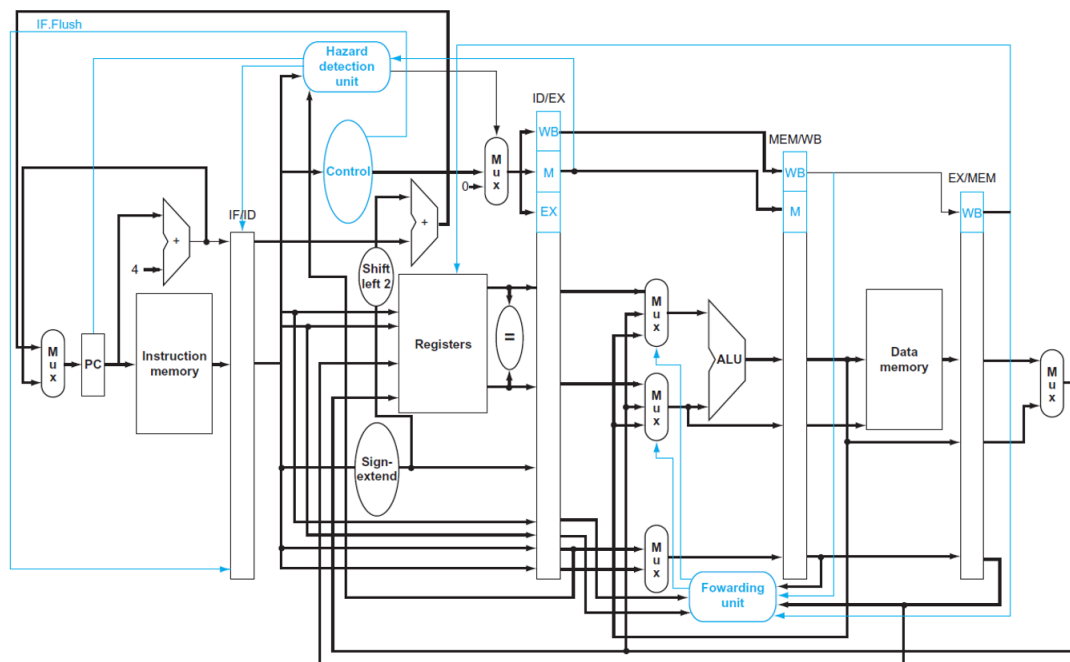 IF.Flush
Hazard
detection
unit
ID/EX
WB
MEM/WB
Control
M
u
x
0
M
WB
EX/MEM
IF/ID
EX
M
WB
+
+
4
Shift
left 2
M
u
x
M
u
x
PC
Instruction
memory
Registers
=
ALU
Data
memory
M
u
x
M
u
x
Sign-
extend
M
u
x
Fowarding
unit